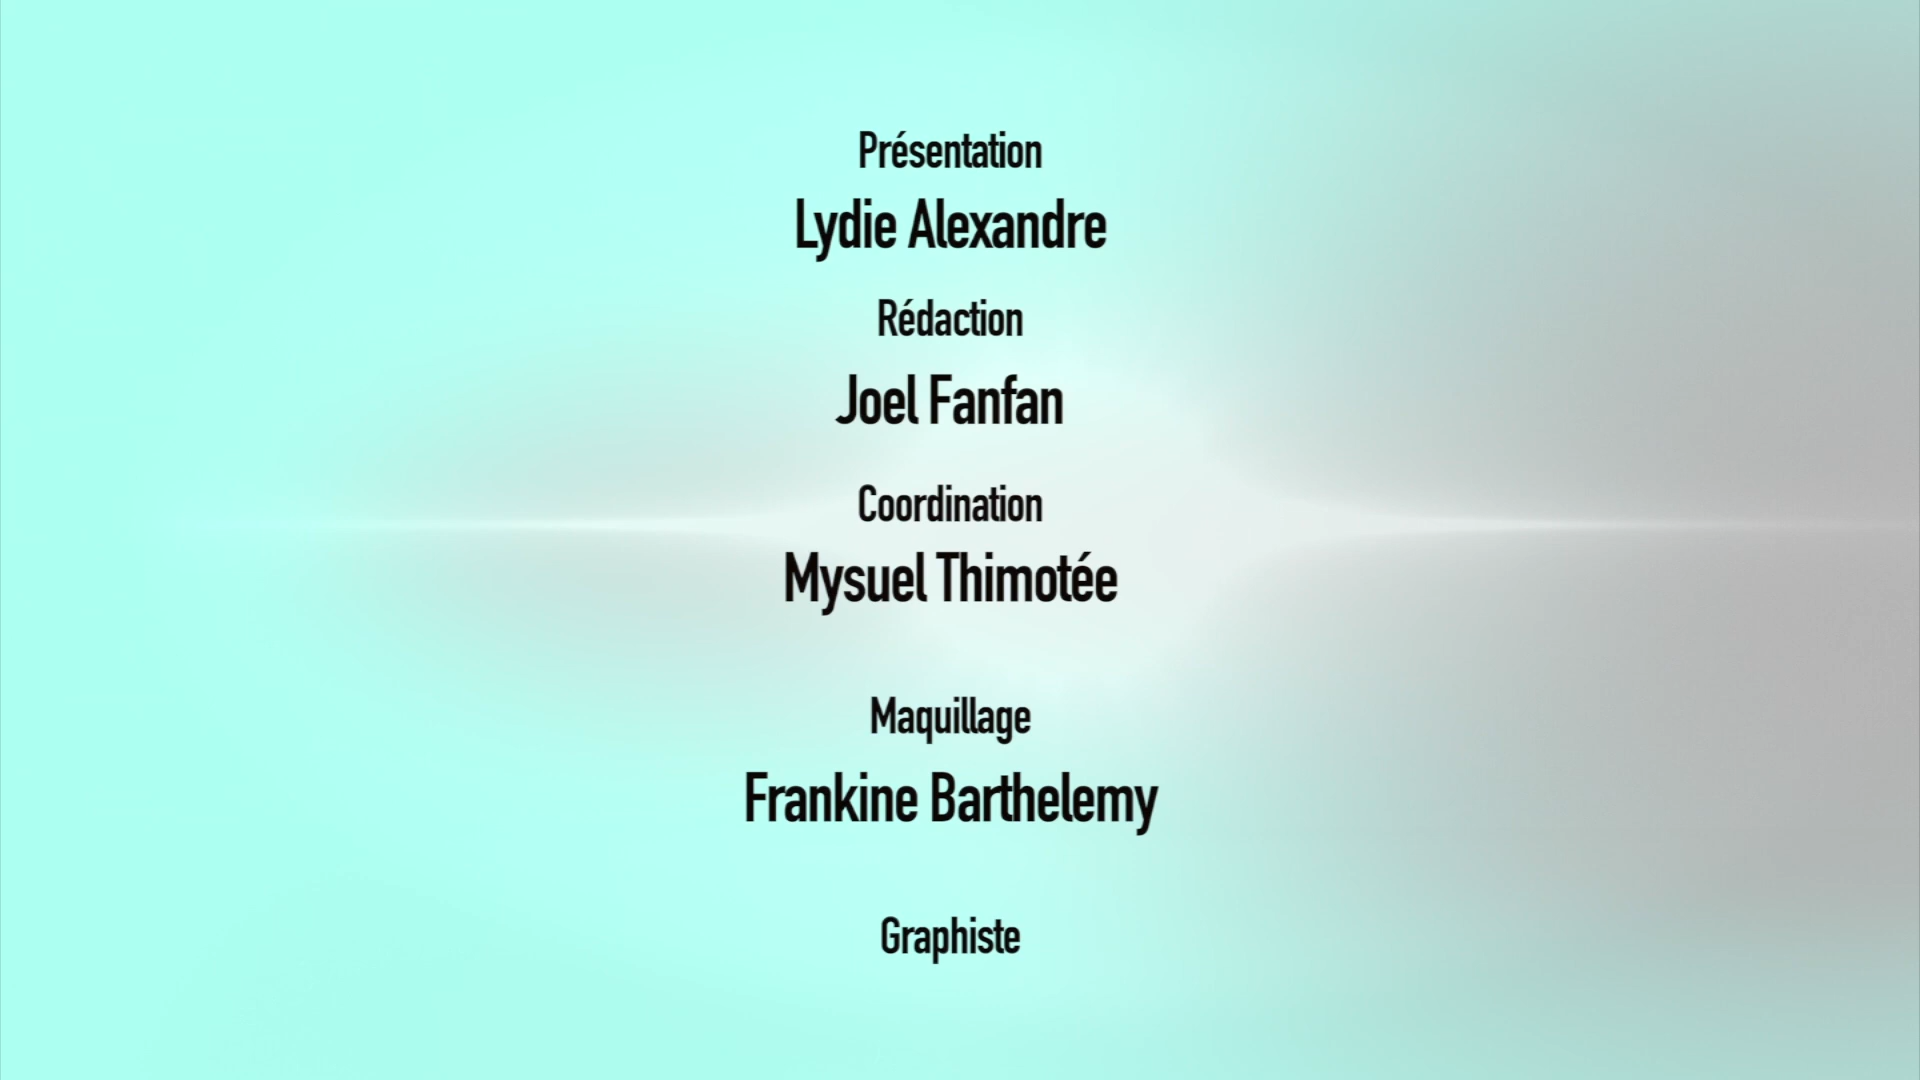 Présentation
Lydie Alexandre
Rédaction
Joel Fanfan
Coordination
Mysuel Thimotée
Maquillage
Frankine Barthelemy
Graphiste